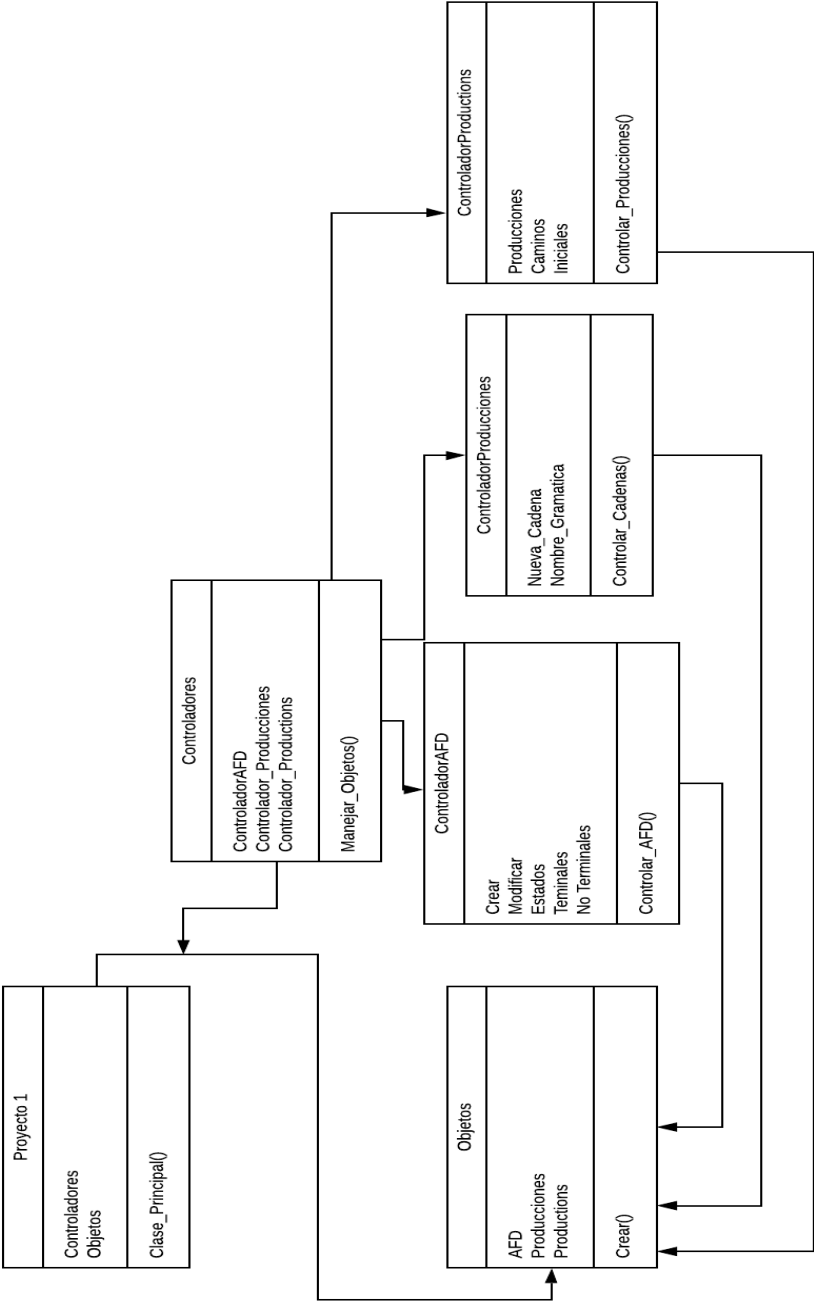 Proyecto 1
Controladores
Objetos
Clase_Principal()
Controladores
ControladorAFD
Controlador_Producciones
Controlador_Productions
Manejar_Objetos()
Objetos
AFD
Producciones
Productions
Crear()
ControladorAFD
Crear
Modificar
Estados
Teminales
No Terminales
Controlar_AFD()
ControladorProducciones
Nueva_Cadena
Nombre_Gramatica
Controlar_Cadenas()
ControladorProductions
Producciones
Caminos
Iniciales
Controlar_Producciones()